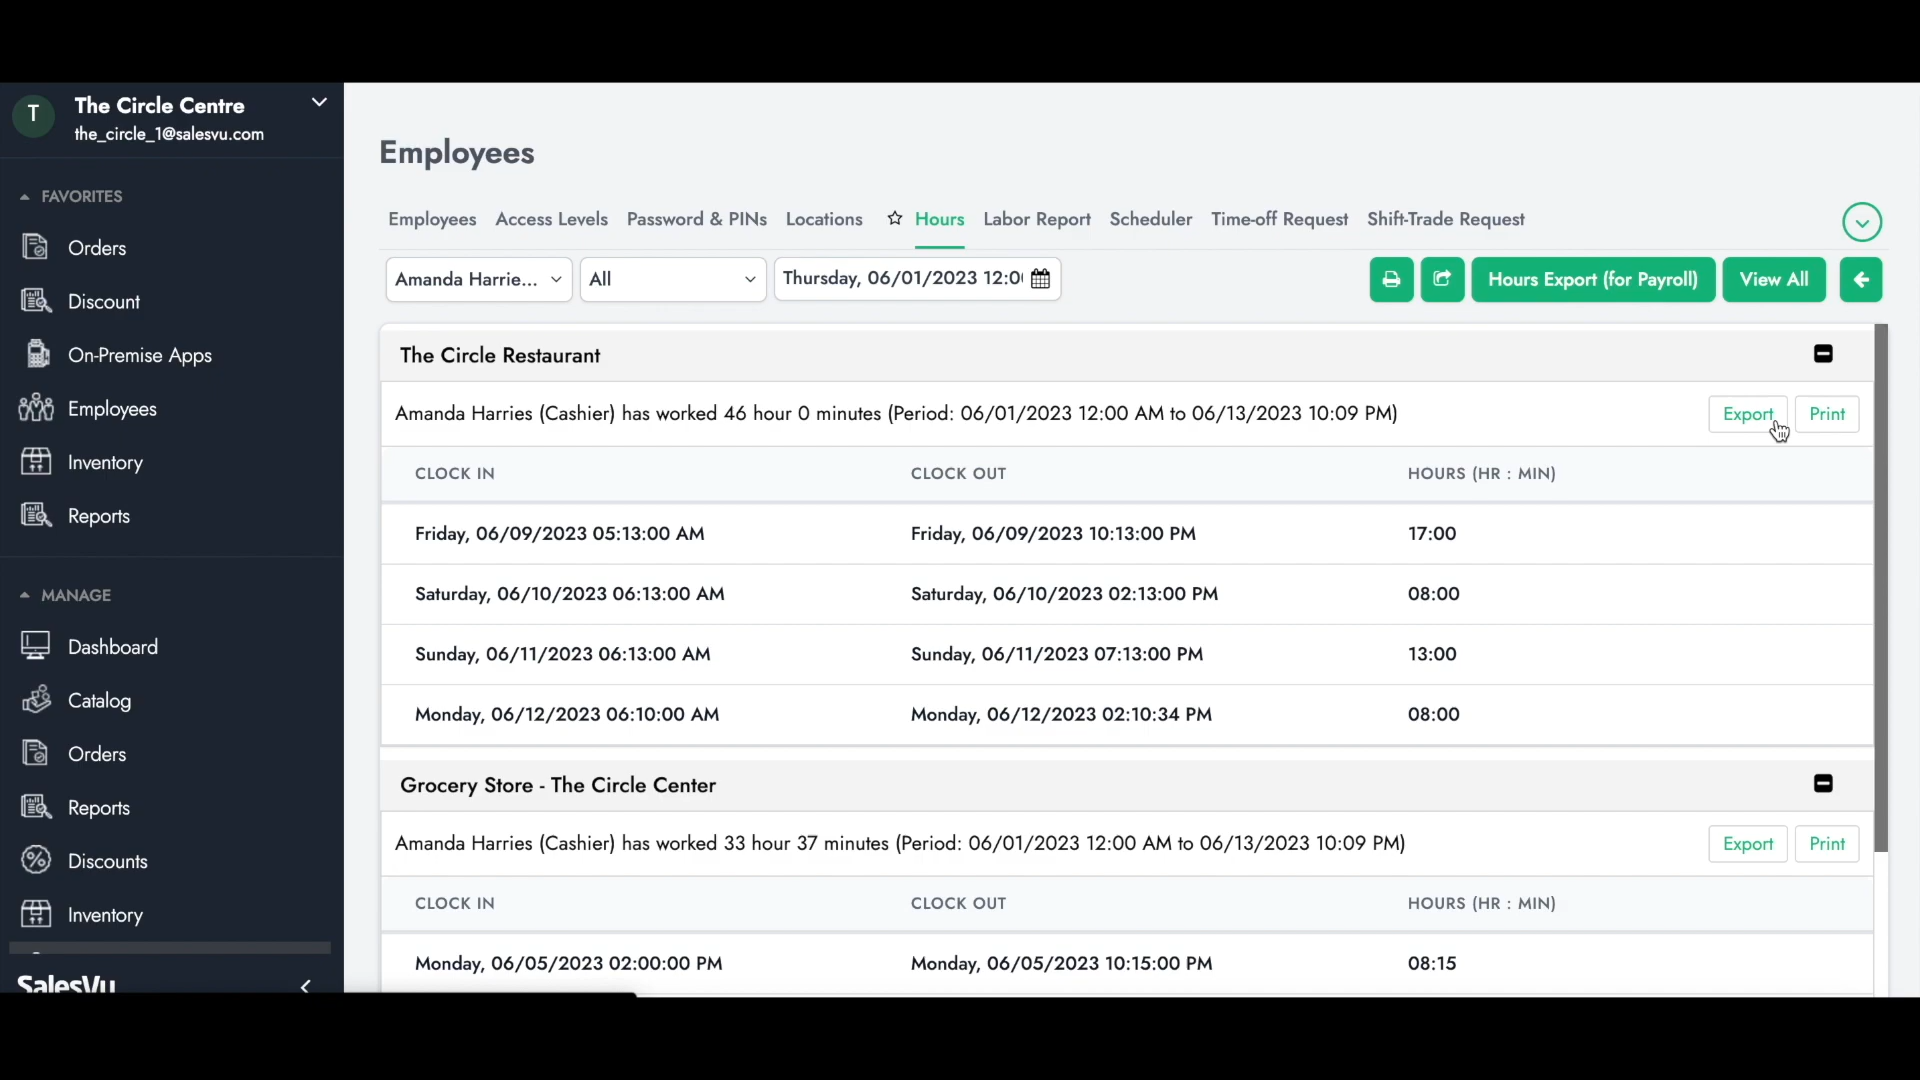 T
The Circle Centre
the_circle_1@salesvu.com
FAVORITES
Orders
Discount
On-Premise Apps
Employees
Inventory
Reports
MANAGE
Dashboard
Catalog
Orders
Reports
Discounts
Inventory
SalesVu
Employees
Employees Access Levels Password & PINs Locations Hours Labor Report Scheduler Time-off Request Shift-Trade Request
Amanda Harrie... All Thursday, 06/01/2023 12:0 Hours Export (for Payroll) View All
The Circle Restaurant
Amanda Harries (Cashier) has worked 46 hour 0 minutes (Period: 06/01/2023 12:00 AM to 06/13/2023 10:09 PM) Export Print
CLOCK IN CLOCK OUT HOURS (HR : MIN)
Friday, 06/09/2023 05:13:00 AM Friday, 06/09/2023 10:13:00 PM 17:00
Saturday, 06/10/2023 06:13:00 AM Saturday, 06/10/2023 02:13:00 PM 08:00
Sunday, 06/11/2023 06:13:00 AM Sunday, 06/11/2023 07:13:00 PM 13:00
Monday, 06/12/2023 06:10:00 AM Monday, 06/12/2023 02:10:34 PM 08:00
Grocery Store - The Circle Center
Amanda Harries (Cashier) has worked 33 hour 37 minutes (Period: 06/01/2023 12:00 AM to 06/13/2023 10:09 PM) Export Print
CLOCK IN CLOCK OUT HOURS (HR : MIN)
Monday, 06/05/2023 02:00:00 PM Monday, 06/05/2023 10:15:00 PM 08:15